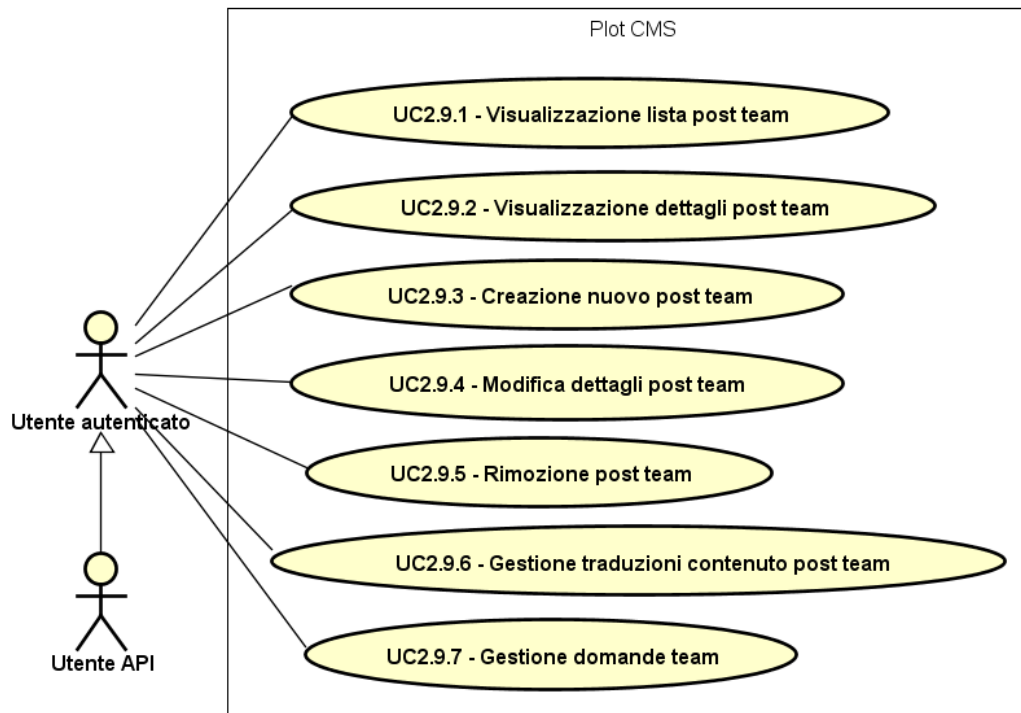 Plot CMS
UC2.9.1 - Visualizzazione lista post team
UC2.9.2 - Visualizzazione dettagli post team
UC2.9.3 - Creazione nuovo post team
UC2.9.4 - Modifica dettagli post team
Utente autenticato
UC2.9.5 - Rimozione post team
UC2.9.6 - Gestione traduzioni contenuto post team
UC2.9.7 - Gestione domande team
Utente API